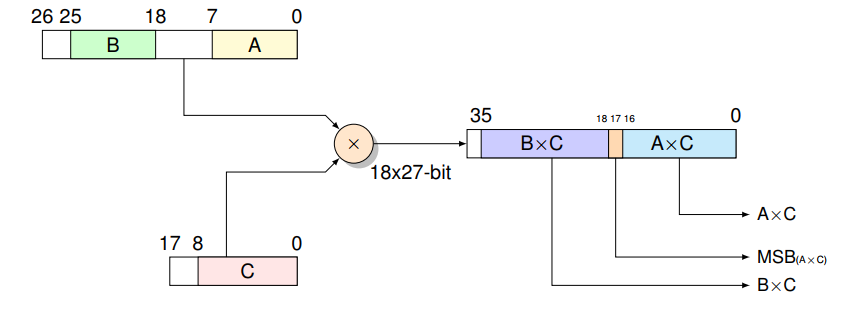 26 25 18 7 0
B A
35 18 17 16 0
× B×C A×C
18x27-bit
A×C
17 8 0
MSB(A×C)
C
B×C